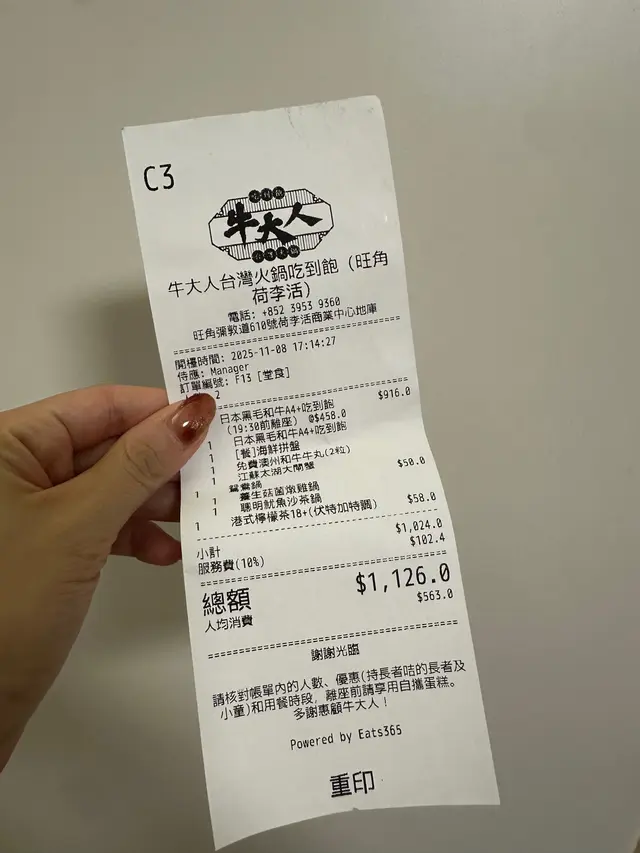 C3
牛大人
牛大人台灣火鍋吃到飽 (旺角
荷李活)
電話: +852 3953 9360
旺角彌敦道610號荷李活商業中心地庫
開檯時間: 2025-11-08 17:14:27
侍應: Manager
訂單編號: F13 [堂食]
2
日本黑毛和牛A4+吃到飽 $916.0
(19:30前離座) @$458.0
1 日本黑毛和牛A4+吃到飽
1 [餐]海鮮拼盤
1 免費澳州和牛牛丸(2粒)
1 江蘇太湖大閘蟹
1 鴛鴦鍋 $50.0
1 養生菇菌燉雞鍋
1 聰明魷魚沙茶鍋
1 港式檸檬茶18+(伏特加特調) $58.0
小計 $1,024.0
服務費(10%) $102.4
總額 $1,126.0
人均消費 $563.0
謝謝光臨
請核對帳單內的人數、優惠(持長者咭的長者及
小童)和用餐時段, 離座前請享用自攜蛋糕。
多謝惠顧牛大人!
Powered by Eats365
重印